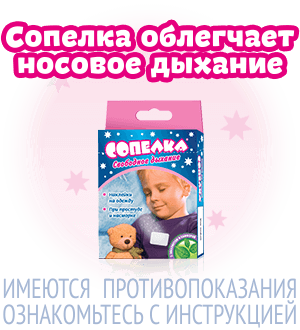 Сопелка облегчает
носовое дыхание
СОПЕЛКА
Свободное дыхание
Наклейки
на одежду
При простуде
и насморке
ИМЕЮТСЯ ПРОТИВОПОКАЗАНИЯ
ОЗНАКОМЬТЕСЬ С ИНСТРУКЦИЕЙ